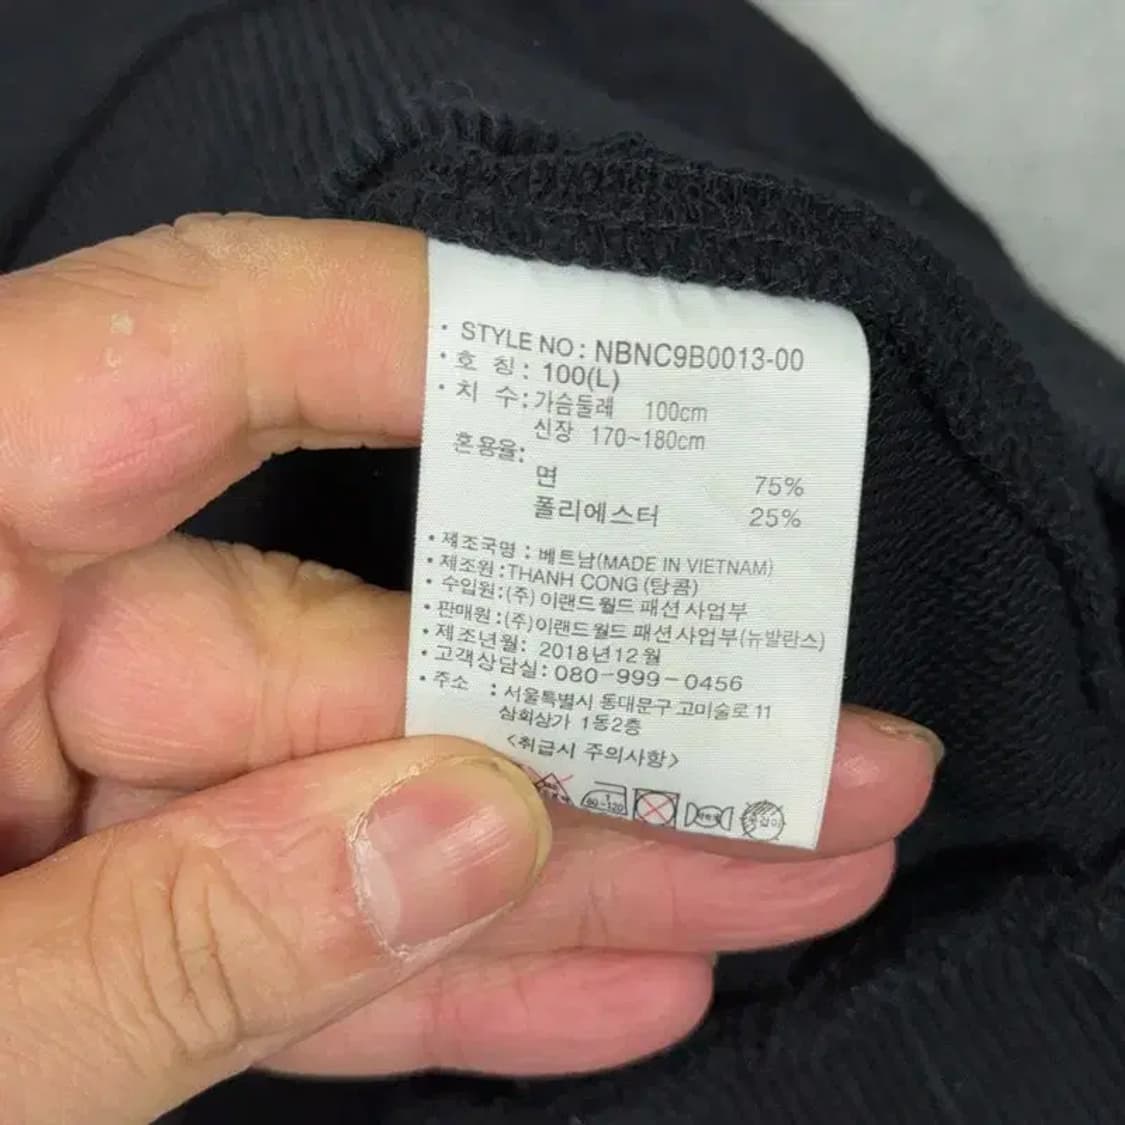 · STYLE NO : NBNC9B0013-00
· 호 칭 : 100(L)
· 치 수 : 가슴둘레 100cm
신장 170~180cm
혼용율:
면 75%
폴리에스터 25%
· 제조국명 : 베트남(MADE IN VIETNAM)
· 제조원 : THANH CONG (탕콤)
· 수입원 : (주) 이랜드월드 패션사업부
· 판매원 : (주)이랜드월드 패션사업부(뉴발란스)
· 제조년월: 2018년12월
· 고객상담실: 080-999-0456
· 주소 : 서울특별시 동대문구 고미술로 11
삼희상가 1동2층
<취급시 주의사항>
80~120